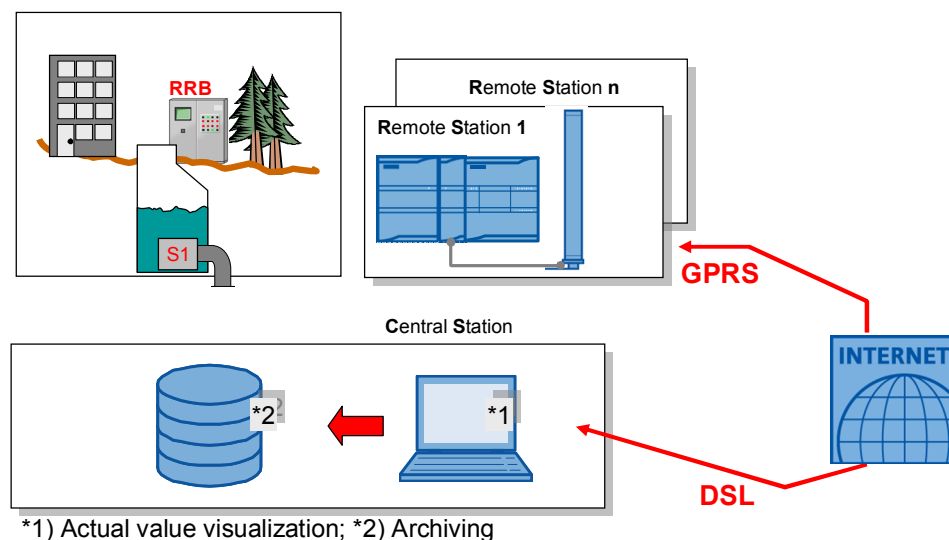 RRB
S1
Remote Station n
Remote Station 1
GPRS
Central Station
INTERNET
*2
*1
DSL
*1) Actual value visualization; *2) Archiving